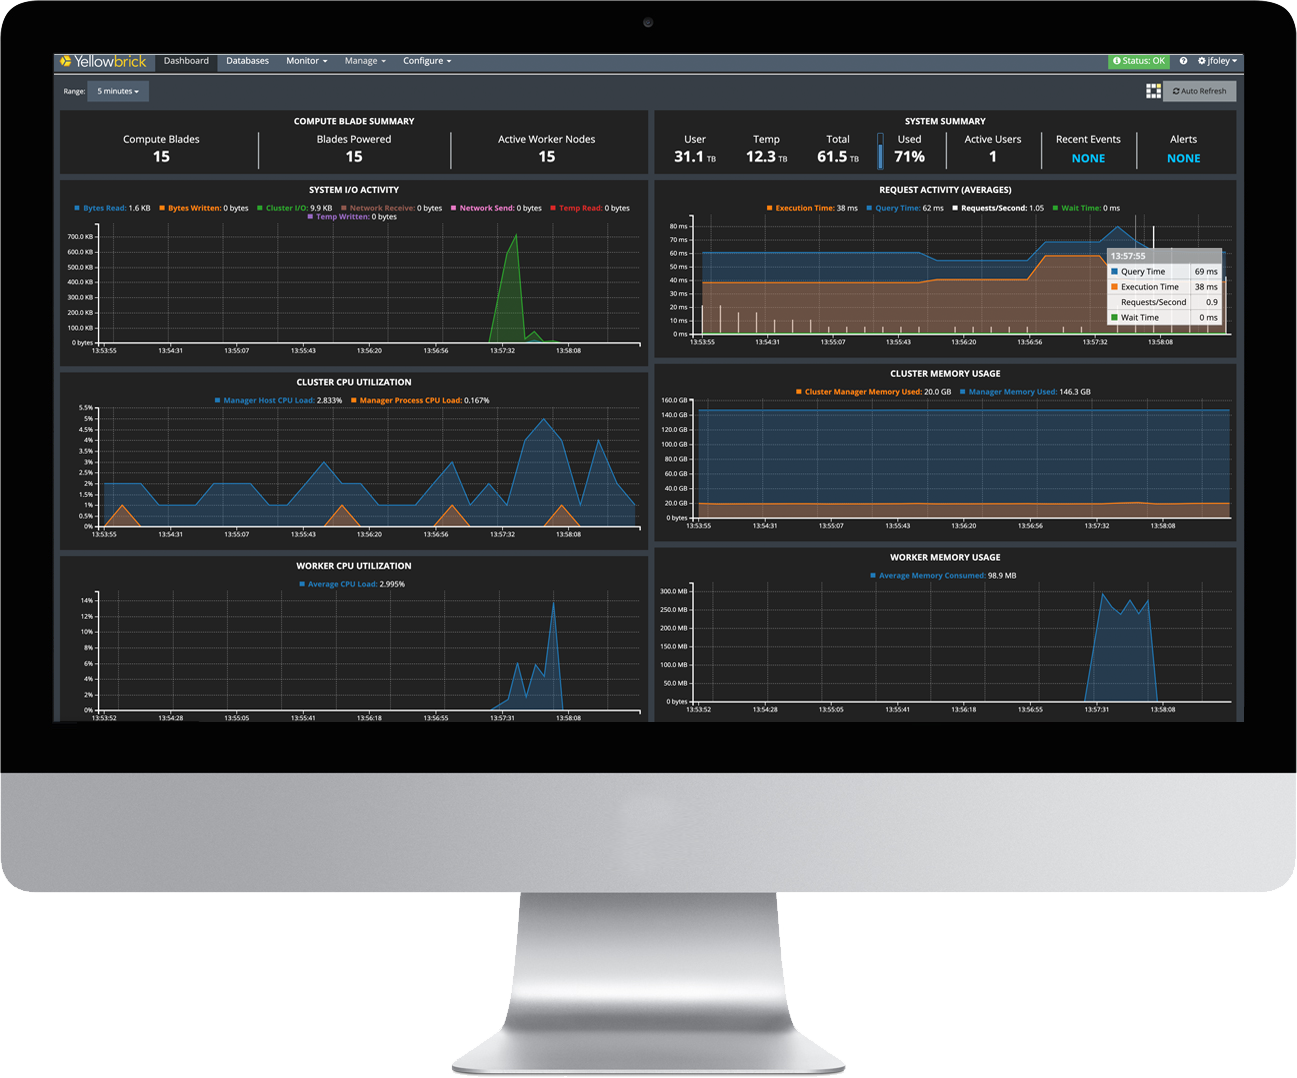 Yellowbrick Dashboard Databases Monitor Manage Configure Status: OK jfoley
Range: 5 minutes Auto Refresh
COMPUTE BLADE SUMMARY
Compute Blades Blades Powered Active Worker Nodes
15 15 15
SYSTEM SUMMARY
User Temp Total Used Active Users Recent Events Alerts
31.1 TB 12.3 TB 61.5 TB 71% 1 NONE NONE
SYSTEM I/O ACTIVITY
Bytes Read: 1.6 KB Bytes Written: 0 bytes Cluster I/O: 9.9 KB Network Receive: 0 bytes Network Send: 0 bytes Temp Read: 0 bytes
Temp Written: 0 bytes
700.0 KB
600.0 KB
500.0 KB
400.0 KB
300.0 KB
200.0 KB
100.0 KB
0 bytes
13:53:55 13:54:31 13:55:07 13:55:43 13:56:20 13:56:56 13:57:32 13:58:08
REQUEST ACTIVITY (AVERAGES)
Execution Time: 38 ms Query Time: 62 ms Requests/Second: 1.05 Wait Time: 0 ms
80 ms
70 ms
60 ms
50 ms
40 ms
30 ms
20 ms
10 ms
0 ms
13:57:55
Query Time 69 ms
Execution Time 38 ms
Requests/Second 0.9
Wait Time 0 ms
13:53:55 13:54:31 13:55:07 13:55:43 13:56:20 13:56:56 13:57:32 13:58:08
CLUSTER CPU UTILIZATION
Manager Host CPU Load: 2.833% Manager Process CPU Load: 0.167%
5.5%
5%
4.5%
4%
3.5%
3%
2.5%
2%
1.5%
1%
0.5%
0%
13:53:55 13:54:31 13:55:07 13:55:43 13:56:20 13:56:56 13:57:32 13:58:08
CLUSTER MEMORY USAGE
Cluster Manager Memory Used: 20.0 GB Manager Memory Used: 146.3 GB
160.0 GB
140.0 GB
120.0 GB
100.0 GB
80.0 GB
60.0 GB
40.0 GB
20.0 GB
0 bytes
13:53:55 13:54:31 13:55:07 13:55:43 13:56:20 13:56:56 13:57:32 13:58:08
WORKER CPU UTILIZATION
Average CPU Load: 2.995%
14%
12%
10%
8%
6%
4%
2%
0%
13:53:52 13:54:28 13:55:05 13:55:41 13:56:18 13:56:55 13:57:31 13:58:08
WORKER MEMORY USAGE
Average Memory Consumed: 98.9 MB
300.0 MB
250.0 MB
200.0 MB
150.0 MB
100.0 MB
50.0 MB
0 bytes
13:53:52 13:54:28 13:55:05 13:55:41 13:56:18 13:56:55 13:57:31 13:58:08